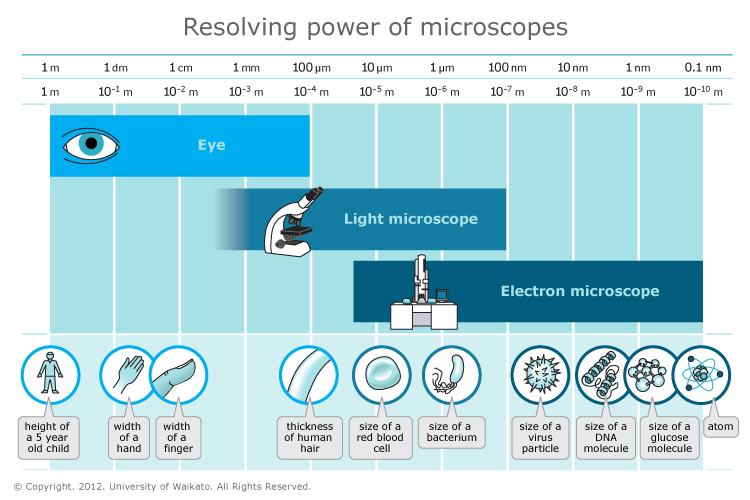 Resolving power of microscopes
1 m 1 dm 1 cm 1 mm 100 µm 10 µm 1 µm 100 nm 10 nm 1 nm 0.1 nm
1 m 10⁻¹ m 10⁻² m 10⁻³ m 10⁻⁴ m 10⁻⁵ m 10⁻⁶ m 10⁻⁷ m 10⁻⁸ m 10⁻⁹ m 10⁻¹⁰ m
Eye
Light microscope
Electron microscope
height of
a 5 year
old child
width
of a
hand
width
of a
finger
thickness
of human
hair
size of a
red blood
cell
size of a
bacterium
size of a
virus
particle
size of a
DNA
molecule
size of a
glucose
molecule
atom
© Copyright. 2012. University of Waikato. All Rights Reserved.